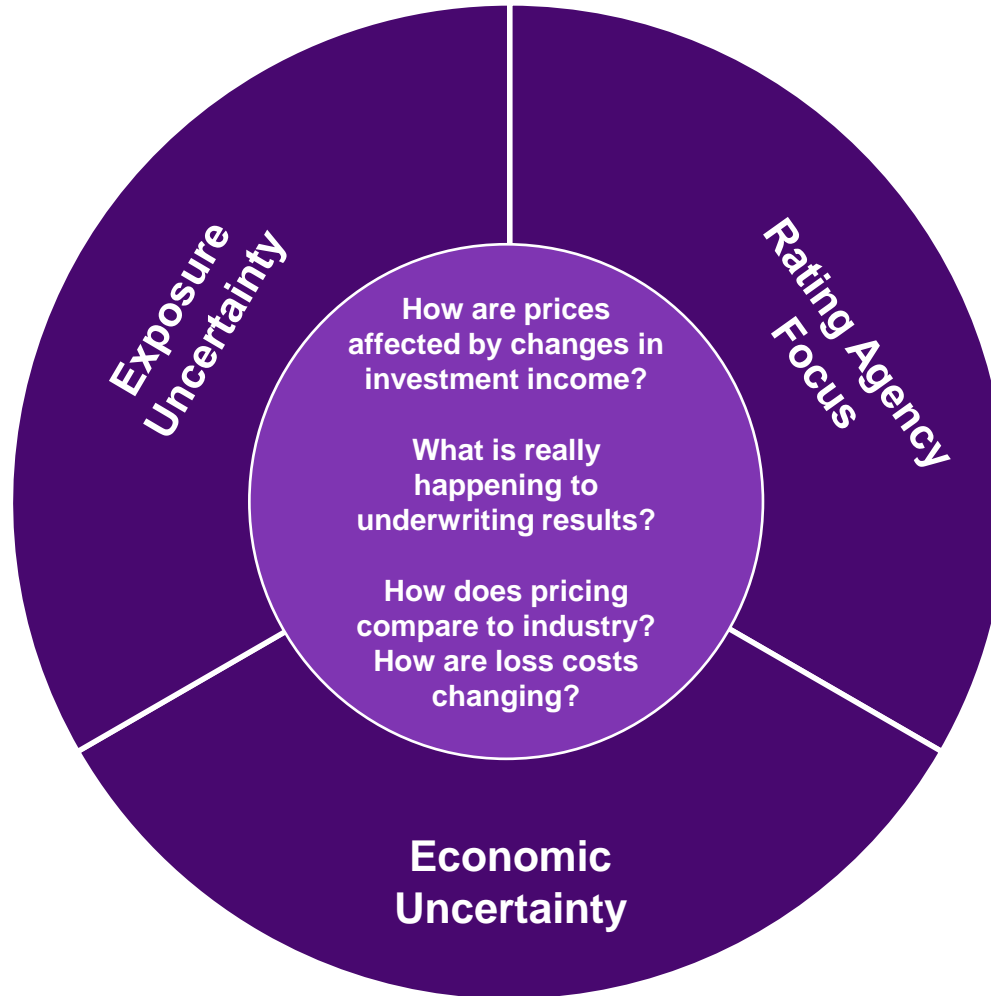 Exposure
Uncertainty
Rating Agency
Focus
How are prices
affected by changes in
investment income?
What is really
happening to
underwriting results?
How does pricing
compare to industry?
How are loss costs
changing?
Economic
Uncertainty